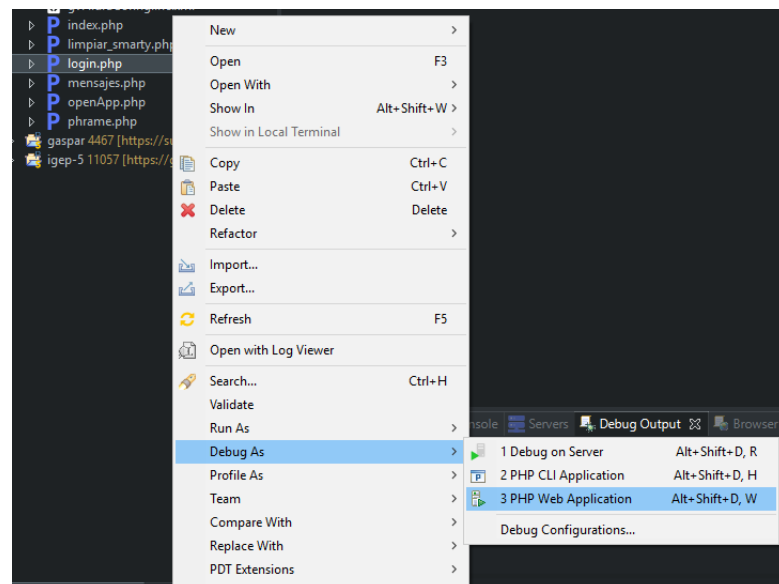 index.php
limpiar_smarty.php
login.php
mensajes.php
openApp.php
phrame.php
gaspar 4467 [https://su
igep-5 11057 [https://g
New
Open F3
Open With
Show In Alt+Shift+W
Show in Local Terminal
Copy Ctrl+C
Paste Ctrl+V
Delete Delete
Refactor
Import...
Export...
Refresh F5
Open with Log Viewer
Search... Ctrl+H
Validate
Run As
Debug As
Profile As
Team
Compare With
Replace With
PDT Extensions
Servers Debug Output Browser
1 Debug on Server Alt+Shift+D, R
2 PHP CLI Application Alt+Shift+D, H
3 PHP Web Application Alt+Shift+D, W
Debug Configurations...